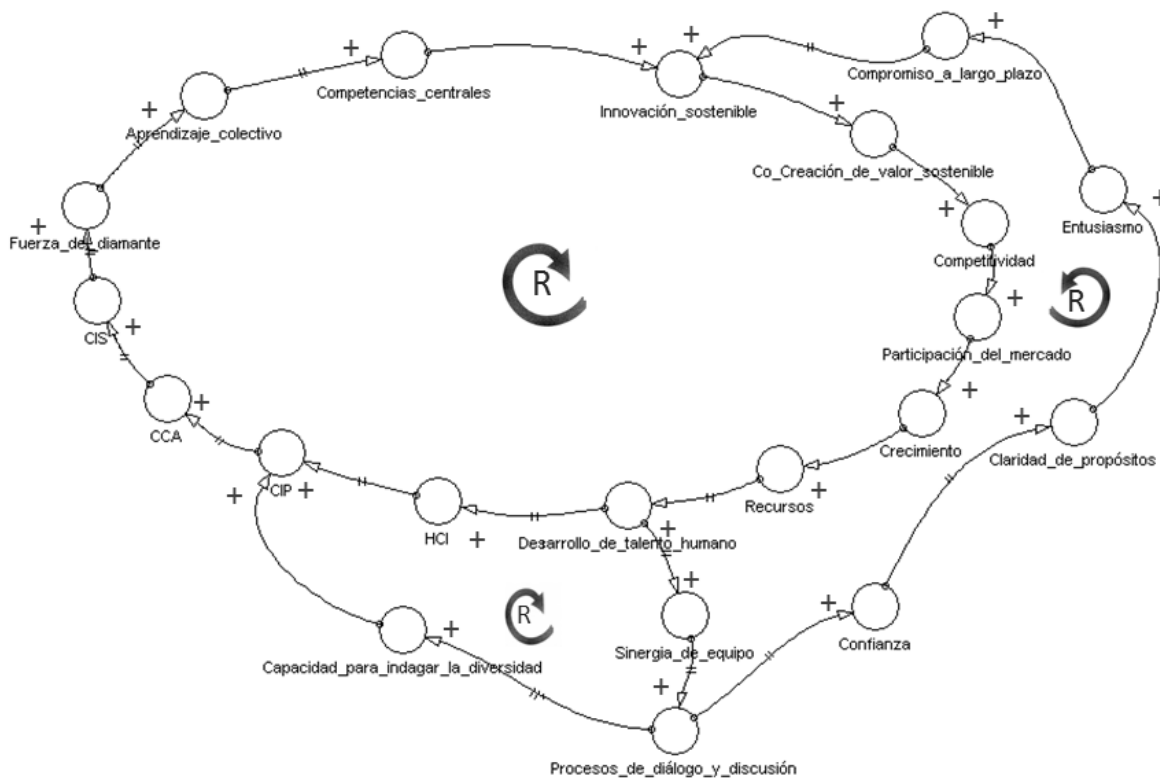 Competencias_centrales
Innovación_sostenible
Compromiso_a_largo_plazo
Aprendizaje_colectivo
Co_Creación_de_valor_sostenible
Entusiasmo
Fuerza_de_diamante
Competitividad
R
R
CIS
Participación_del_mercado
CCA
Crecimiento
Claridad_de_propósitos
CIP
Recursos
HCI
Desarrollo_de_talento_humano
R
Sinergia_de_equipo
Confianza
Capacidad_para_indagar_la_diversidad
Procesos_de_diálogo_y_discusión